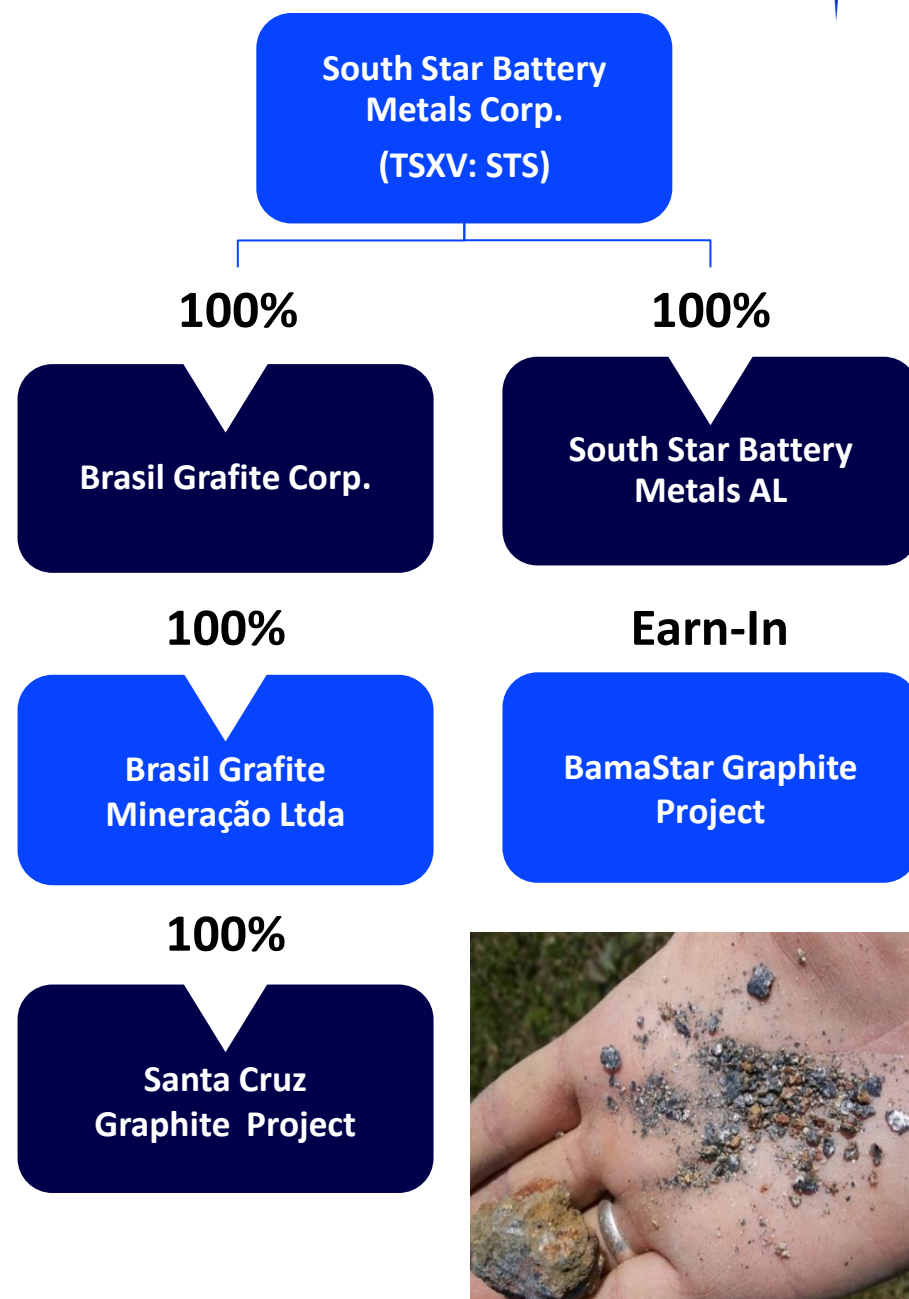 South Star Battery
Metals Corp.
(TSXV: STS)
100%
100%
Brasil Grafite Corp.
South Star Battery
Metals AL
100%
Earn-In
Brasil Grafite
Mineração Ltda
BamaStar Graphite
Project
100%
Santa Cruz
Graphite Project